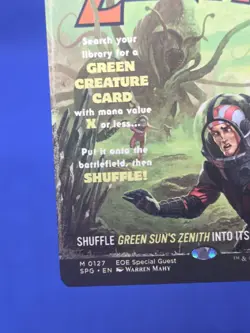 Search your
library for a
GREEN
CREATURE
CARD
with mana value
X or less...
Put it onto the
battlefield, then
SHUFFLE!
SHUFFLE GREEN SUN'S ZENITH INTO ITS
M 0127 EOE Special Guest
SPG • EN WARREN MAHY
™ &